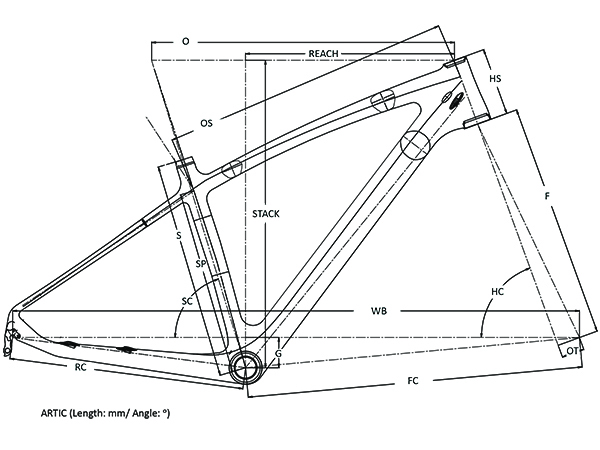 O
REACH
HS
OS
F
STACK
S
SP
SC
HC
WB
G
OT
RC
FC
ARTIC (Length: mm/ Angle: º)